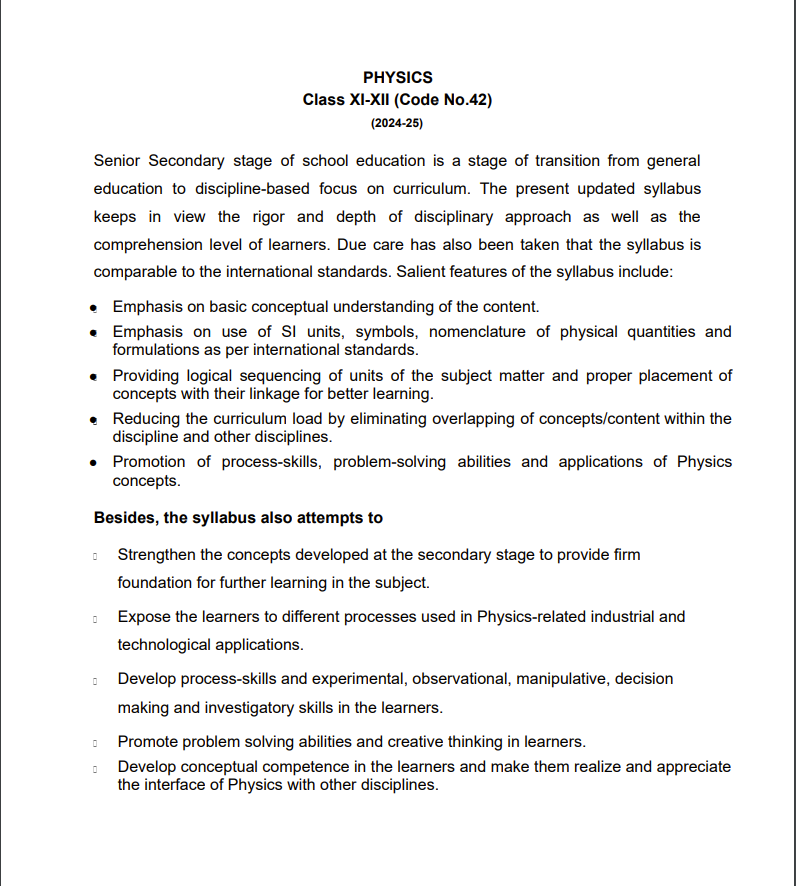 PHYSICS
Class XI-XII (Code No.42)
(2024-25)
Senior Secondary stage of school education is a stage of transition from general
education to discipline-based focus on curriculum. The present updated syllabus
keeps in view the rigor and depth of disciplinary approach as well as the
comprehension level of learners. Due care has also been taken that the syllabus is
comparable to the international standards. Salient features of the syllabus include:
● Emphasis on basic conceptual understanding of the content.
● Emphasis on use of SI units, symbols, nomenclature of physical quantities and
formulations as per international standards.
● Providing logical sequencing of units of the subject matter and proper placement of
concepts with their linkage for better learning.
● Reducing the curriculum load by eliminating overlapping of concepts/content within the
discipline and other disciplines.
● Promotion of process-skills, problem-solving abilities and applications of Physics
concepts.
Besides, the syllabus also attempts to
▯ Strengthen the concepts developed at the secondary stage to provide firm
foundation for further learning in the subject.
▯ Expose the learners to different processes used in Physics-related industrial and
technological applications.
▯ Develop process-skills and experimental, observational, manipulative, decision
making and investigatory skills in the learners.
▯ Promote problem solving abilities and creative thinking in learners.
▯ Develop conceptual competence in the learners and make them realize and appreciate
the interface of Physics with other disciplines.